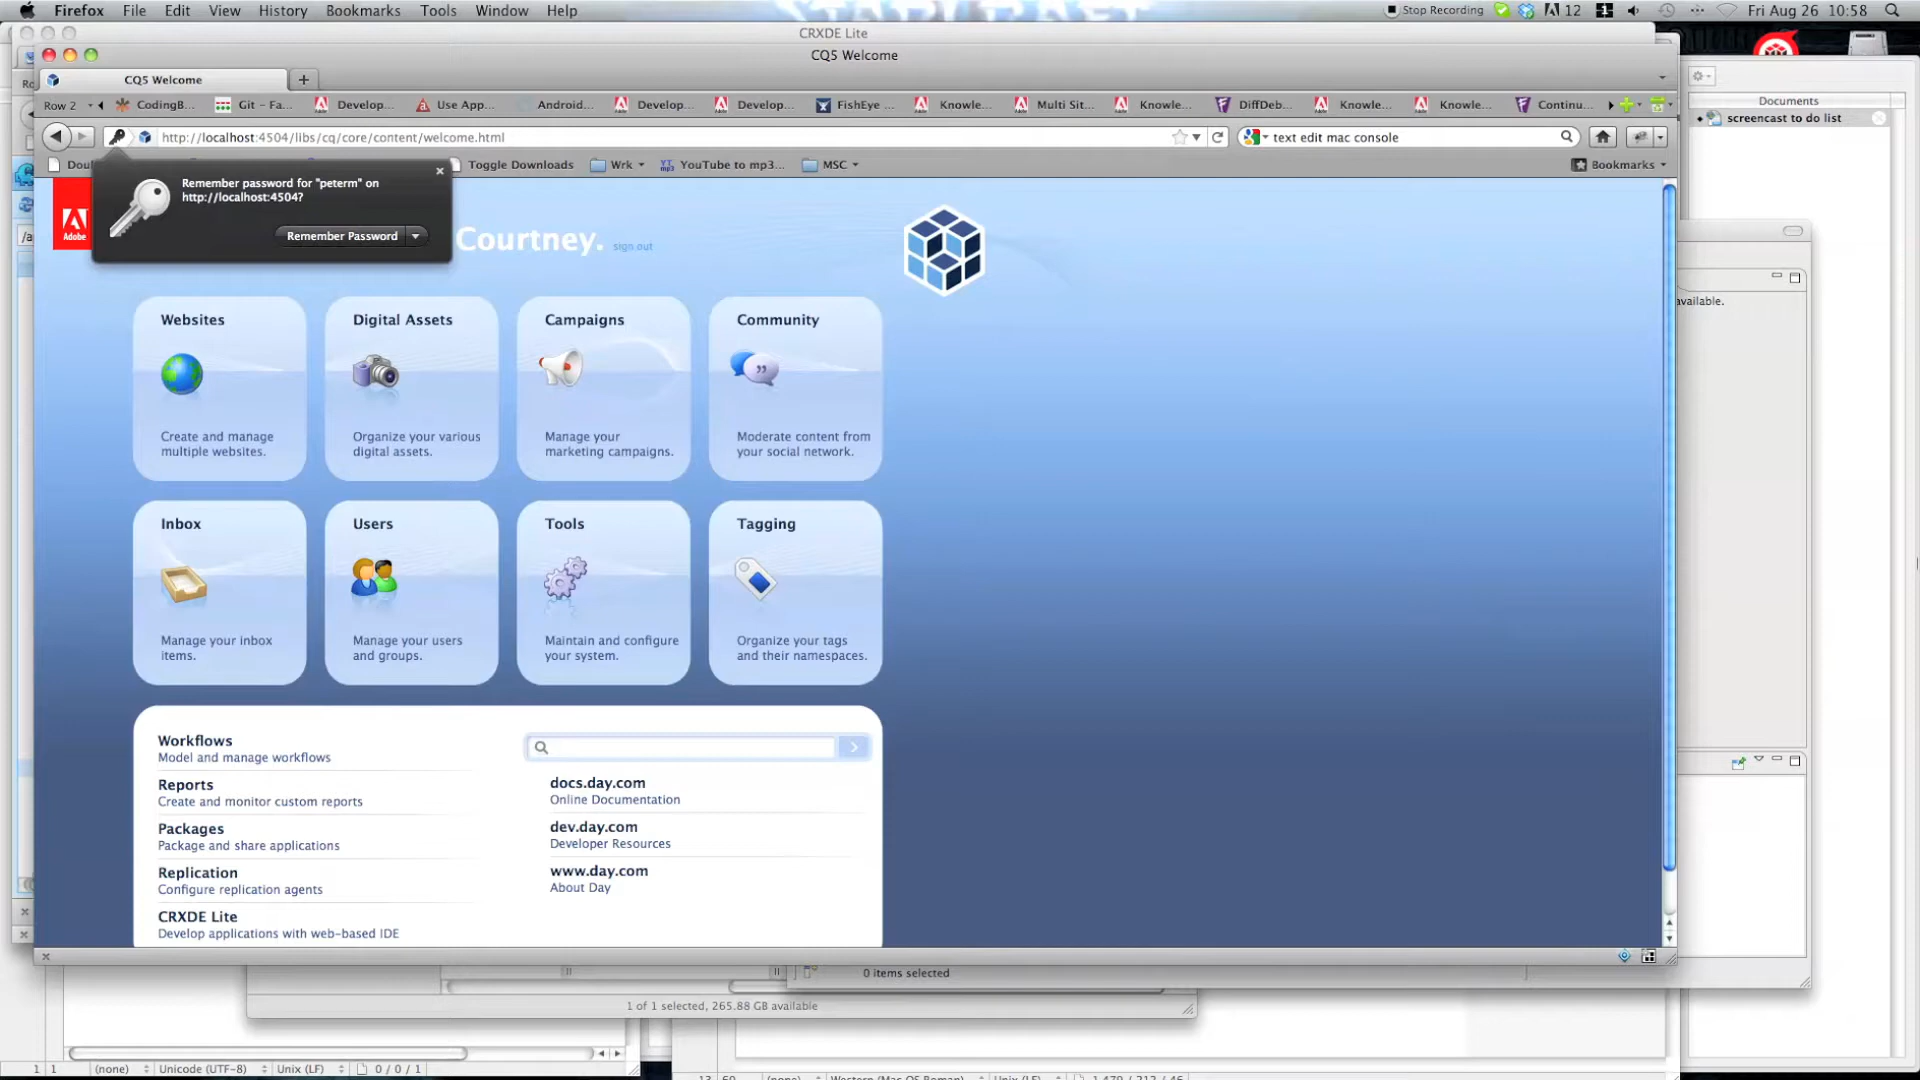 Firefox File Edit View History Bookmarks Tools Window Help
Stop Recording 12 Fri Aug 26 10:58
CRXDE Lite
CQ5 Welcome
CQ5 Welcome
Row 2 CodingB... Git - Fa... Develop... Use App... Android... Develop... Develop... FishEye ... Knowle... Multi Sit... Knowle... DiffDeb... Knowle... Knowle... Continu...
http://localhost:4504/libs/cq/core/content/welcome.html
text edit mac console
Toggle Downloads Wrk YouTube to mp3... MSC Bookmarks
Documents
screencast to do list
Remember password for "peterm" on
http://localhost:4504?
Remember Password
Adobe
Courtney. sign out
available.
Websites
Create and manage
multiple websites.
Digital Assets
Organize your various
digital assets.
Campaigns
Manage your
marketing campaigns.
Community
Moderate content from
your social network.
Inbox
Manage your inbox
items.
Users
Manage your users
and groups.
Tools
Maintain and configure
your system.
Tagging
Organize your tags
and their namespaces.
Workflows
Model and manage workflows
Reports
Create and monitor custom reports
Packages
Package and share applications
Replication
Configure replication agents
CRXDE Lite
Develop applications with web-based IDE
docs.day.com
Online Documentation
dev.day.com
Developer Resources
www.day.com
About Day
0 items selected
1 of 1 selected, 265.88 GB available
1 1 (none) Unicode (UTF-8) Unix (LF) 0 / 0 / 1